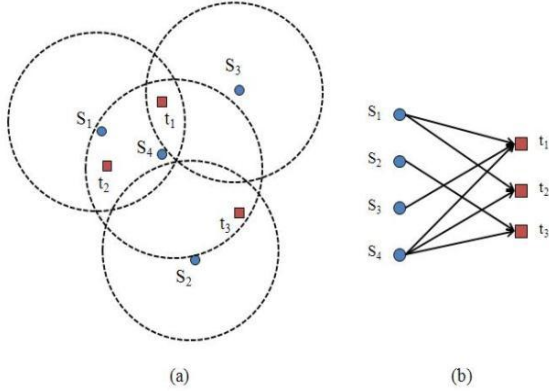 S₃
S₁
t₁
S₄
t₂
t₃
S₂
(a)
S₁
t₁
S₂
t₂
S₃
t₃
S₄
(b)